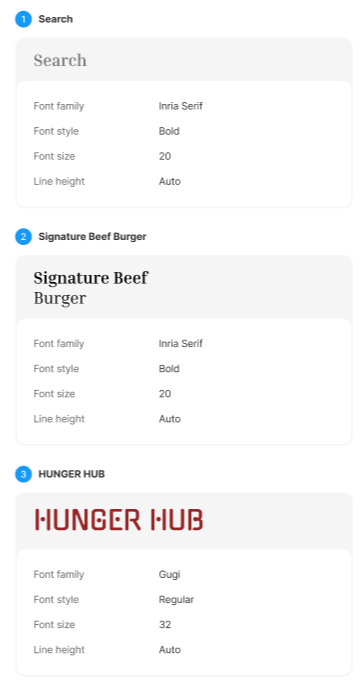 1 Search
Search
Font family Inria Serif
Font style Bold
Font size 20
Line height Auto
2 Signature Beef Burger
Signature Beef
Burger
Font family Inria Serif
Font style Bold
Font size 20
Line height Auto
3 HUNGER HUB
HUNGER HUB
Font family Gugi
Font style Regular
Font size 32
Line height Auto